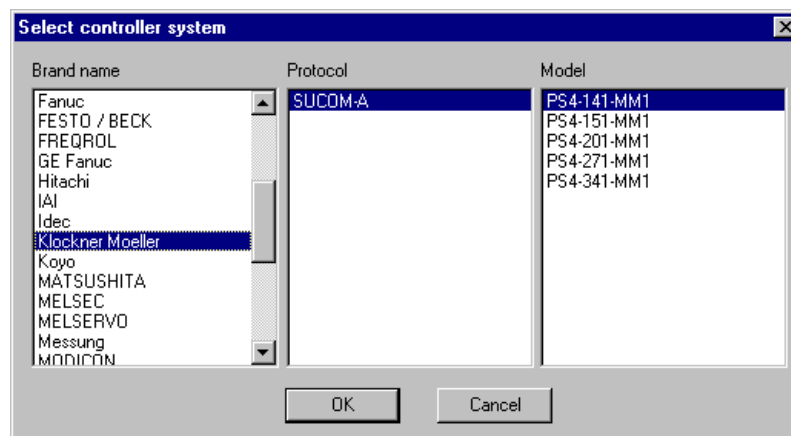 Select controller system
Brand name
Fanuc
FESTO / BECK
FREQROL
GE Fanuc
Hitachi
IAI
Idec
Klockner Moeller
Koyo
MATSUSHITA
MELSEC
MELSERVO
Messung
MODICON
Protocol
SUCOM-A
Model
PS4-141-MM1
PS4-151-MM1
PS4-201-MM1
PS4-271-MM1
PS4-341-MM1
OK
Cancel